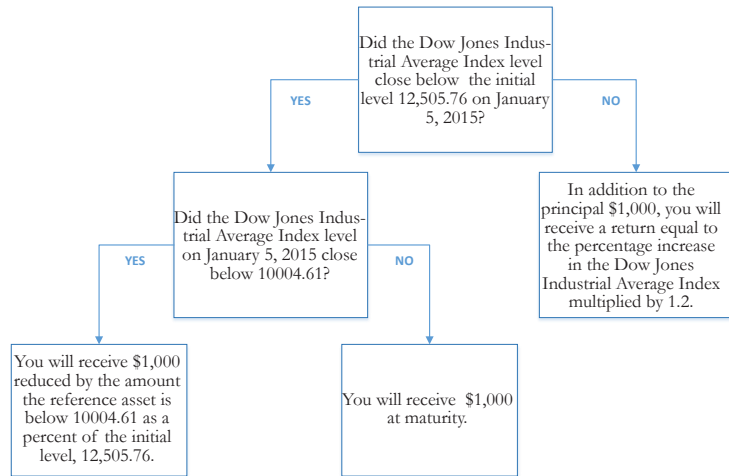 Did the Dow Jones Indus-
trial Average Index level
close below the initial
level 12,505.76 on January
5, 2015?
YES
NO
Did the Dow Jones Indus-
trial Average Index level
on January 5, 2015 close
below 10004.61?
In addition to the
principal $1,000, you will
receive a return equal to
the percentage increase
in the Dow Jones
Industrial Average Index
multiplied by 1.2.
YES
NO
You will receive $1,000
reduced by the amount
the reference asset is
below 10004.61 as a
percent of the initial
level, 12,505.76.
You will receive $1,000
at maturity.